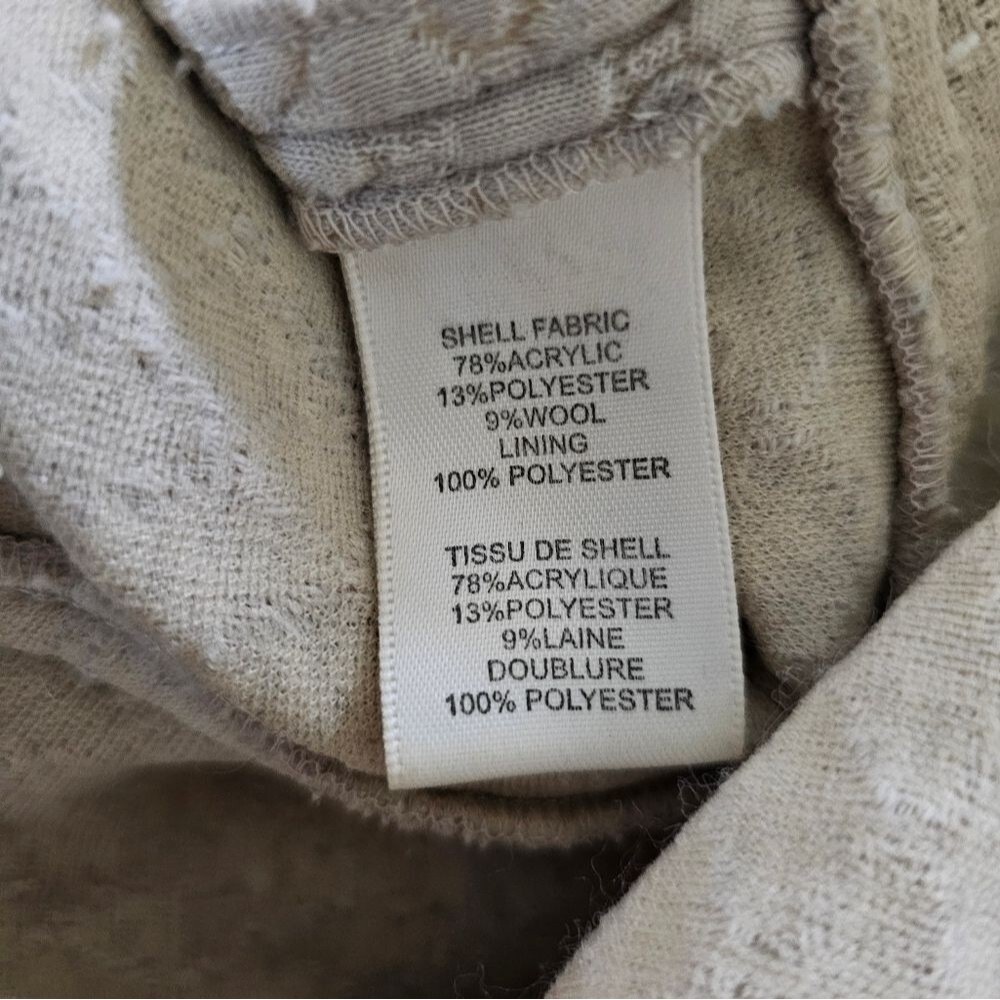 SHELL FABRIC
78%ACRYLIC
13%POLYESTER
9%WOOL
LINING
100% POLYESTER
TISSU DE SHELL
78%ACRYLIQUE
13%POLYESTER
9%LAINE
DOUBLURE
100% POLYESTER